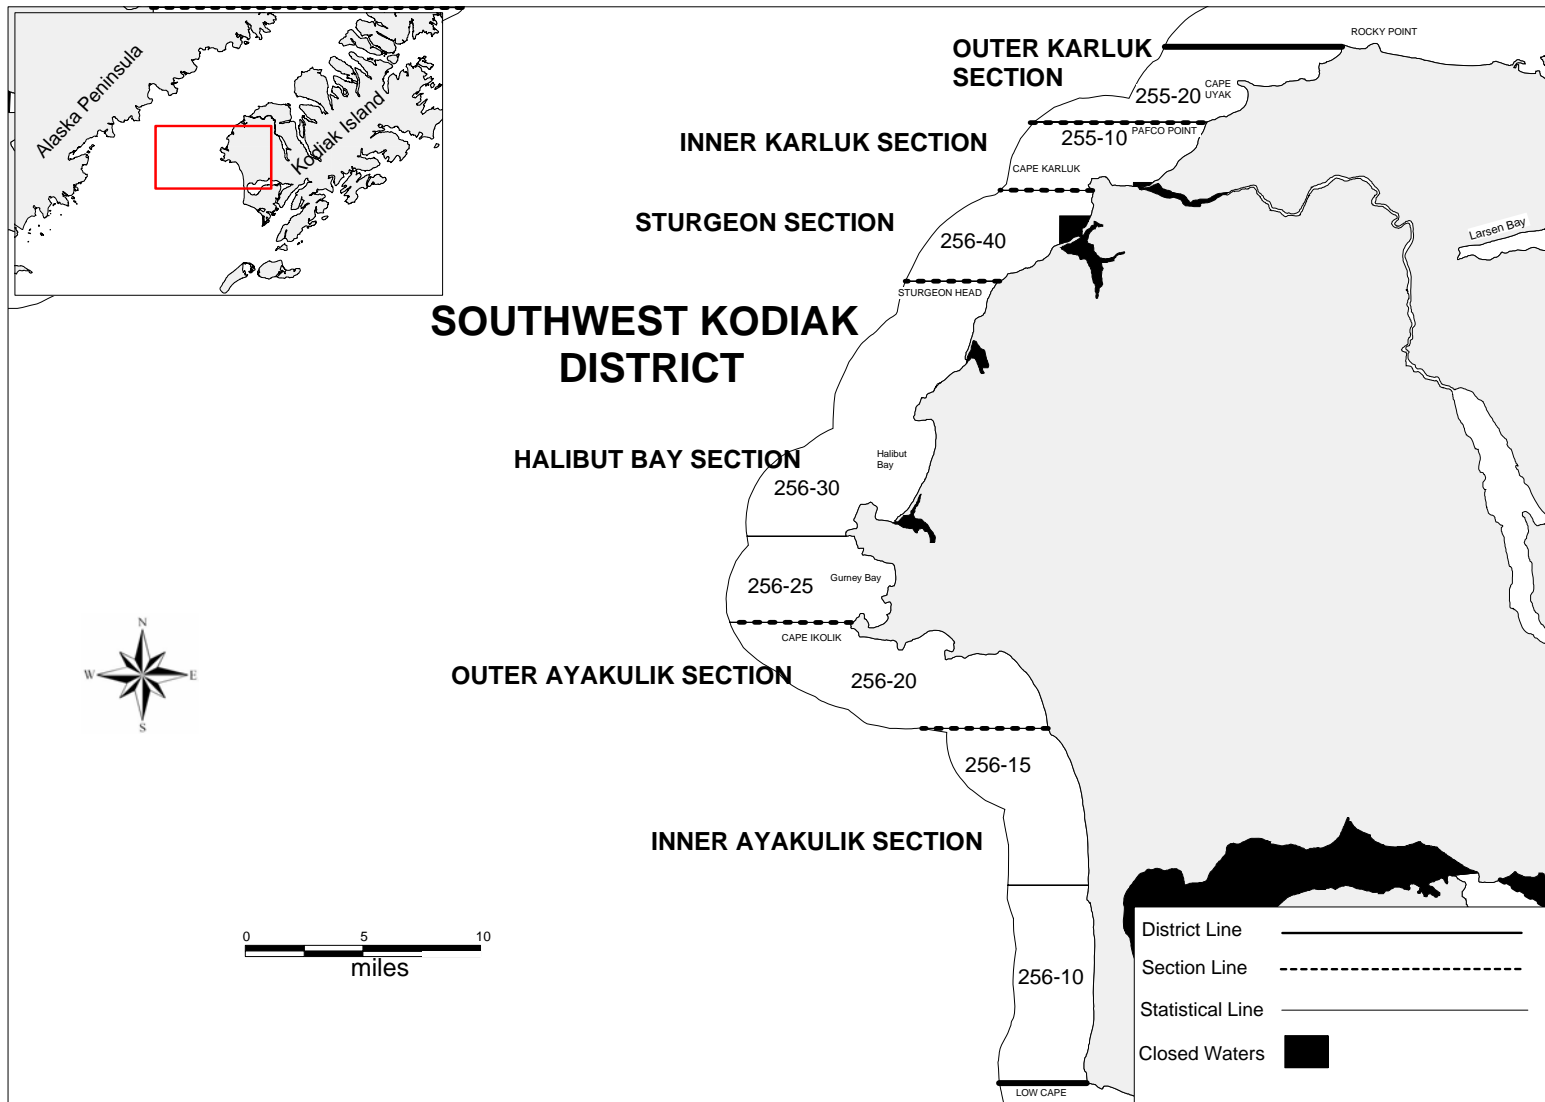 Alaska Peninsula
Kodiak Island
ROCKY POINT
OUTER KARLUK
SECTION
CAPE
UYAK
255-20
PAFCO POINT
255-10
INNER KARLUK SECTION
CAPE KARLUK
STURGEON SECTION
256-40
Larsen Bay
STURGEON HEAD
SOUTHWEST KODIAK
DISTRICT
HALIBUT BAY SECTION
Halibut
Bay
256-30
256-25
Gurney Bay
CAPE IKOLIK
OUTER AYAKULIK SECTION
256-20
N
W
E
S
256-15
INNER AYAKULIK SECTION
0 5 10
miles
256-10
LOW CAPE
District Line
Section Line
Statistical Line
Closed Waters